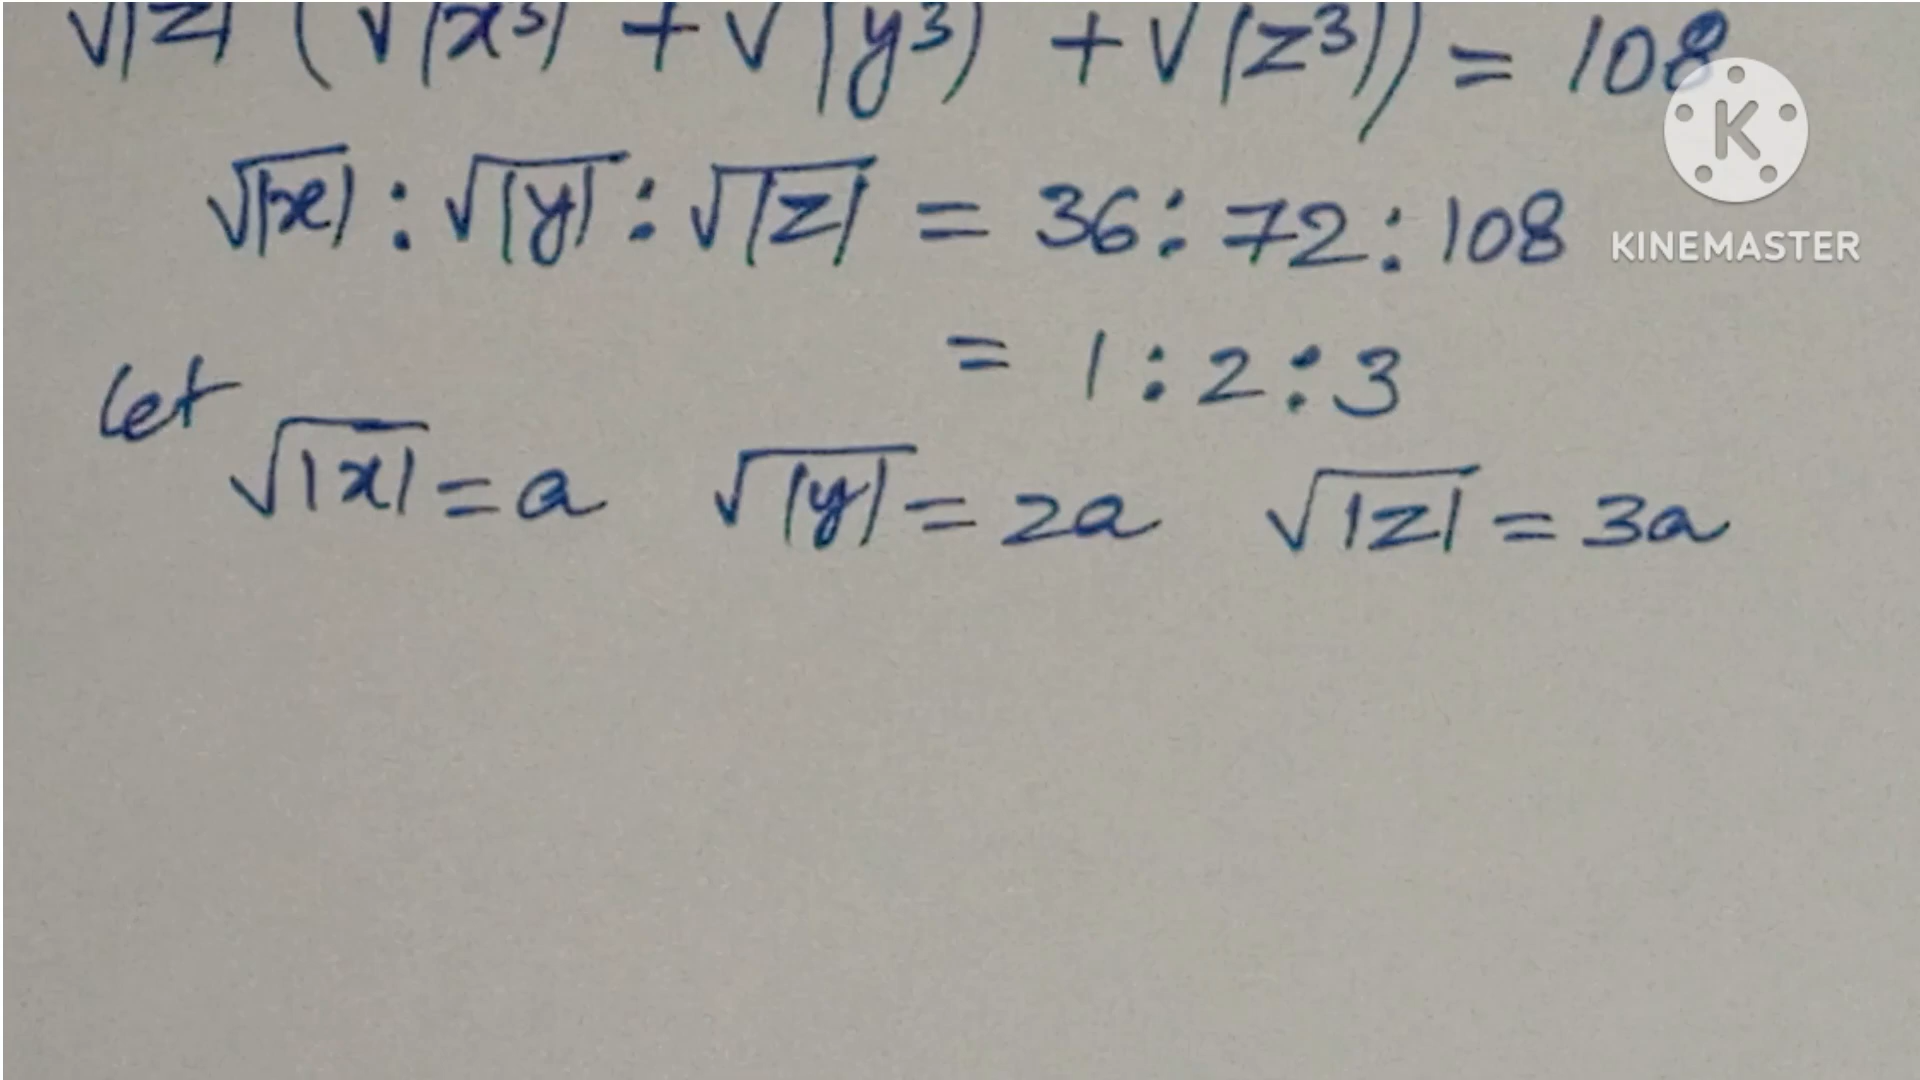 √|z| (√|x³| + √|y³| + √|z³|) = 108
√|x| : √|y| : √|z| = 36 : 72 : 108
= 1 : 2 : 3
let
√|x| = a √|y| = 2a √|z| = 3a
K
KINEMASTER